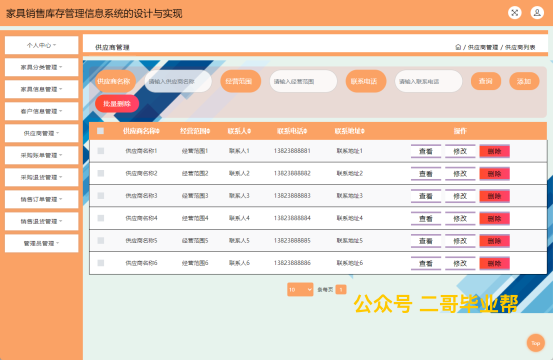 家具销售库存管理信息系统的设计与实现
个人中心
家具分类管理
家具信息管理
客户信息管理
供应商管理
采购账单管理
采购退货管理
销售订单管理
销售退货管理
管理员管理
供应商管理
/ 供应商管理 / 供应商列表
供应商名称 请输入供应商名称 经营范围 请输入经营范围 联系电话 请输入联系电话 查询 添加
批量删除
供应商名称 经营范围 联系人 联系电话 联系地址 操作
供应商名称1 经营范围1 联系人1 13823888881 联系地址1 查看 修改 删除
供应商名称2 经营范围2 联系人2 13823888882 联系地址2 查看 修改 删除
供应商名称3 经营范围3 联系人3 13823888883 联系地址3 查看 修改 删除
供应商名称4 经营范围4 联系人4 13823888884 联系地址4 查看 修改 删除
供应商名称5 经营范围5 联系人5 13823888885 联系地址5 查看 修改 删除
供应商名称6 经营范围6 联系人6 13823888886 联系地址6 查看 修改 删除
10 条每页 1
公众号 二哥毕业帮
Top